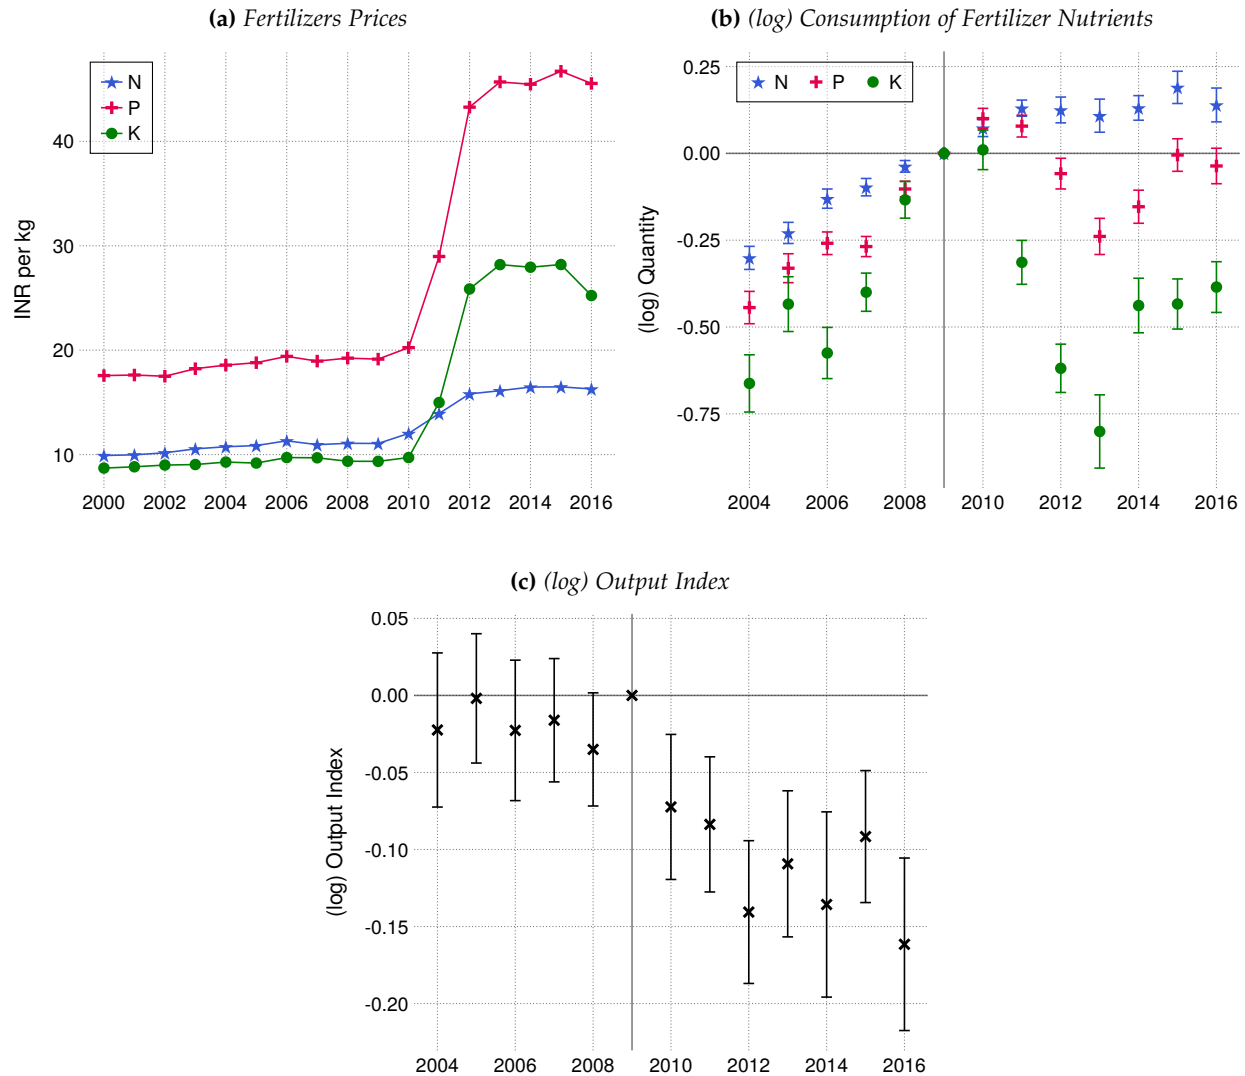 (a) Fertilizers Prices
N
P
K
INR per kg
40
30
20
10
2000 2002 2004 2006 2008 2010 2012 2014 2016
(b) (log) Consumption of Fertilizer Nutrients
N P K
(log) Quantity
0.25
0.00
-0.25
-0.50
-0.75
2004 2006 2008 2010 2012 2014 2016
(c) (log) Output Index
(log) Output Index
0.05
0.00
-0.05
-0.10
-0.15
-0.20
2004 2006 2008 2010 2012 2014 2016